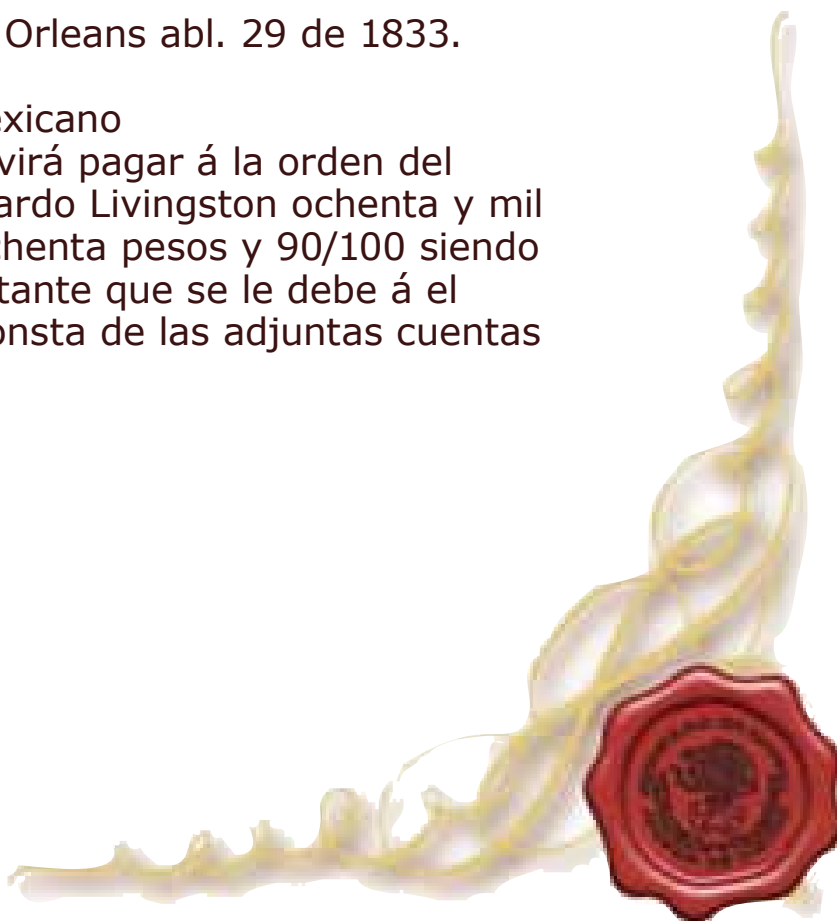 Orleans abl. 29 de 1833.
exicano
virá pagar á la orden del
ardo Livingston ochenta y mil
chenta pesos y 90/100 siendo
tante que se le debe á el
onsta de las adjuntas cuentas